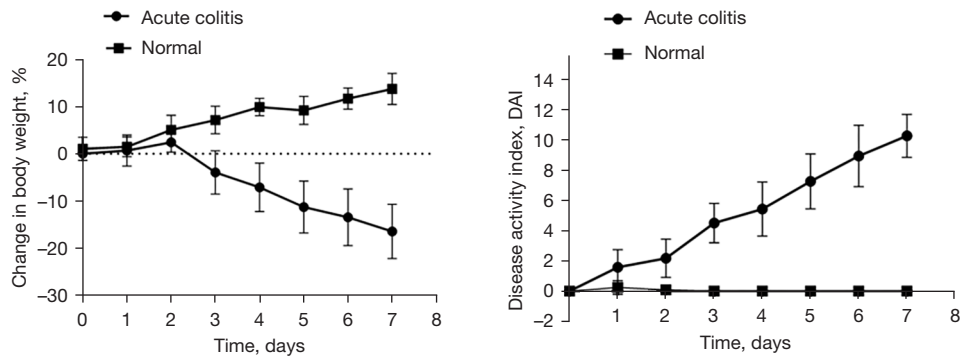 Acute colitis
Normal
Change in body weight, %
20
10
0
–10
–20
–30
0 1 2 3 4 5 6 7 8
Time, days
Acute colitis
Normal
Disease activity index, DAI
14
12
10
8
6
4
2
0
–2
1 2 3 4 5 6 7 8
Time, days